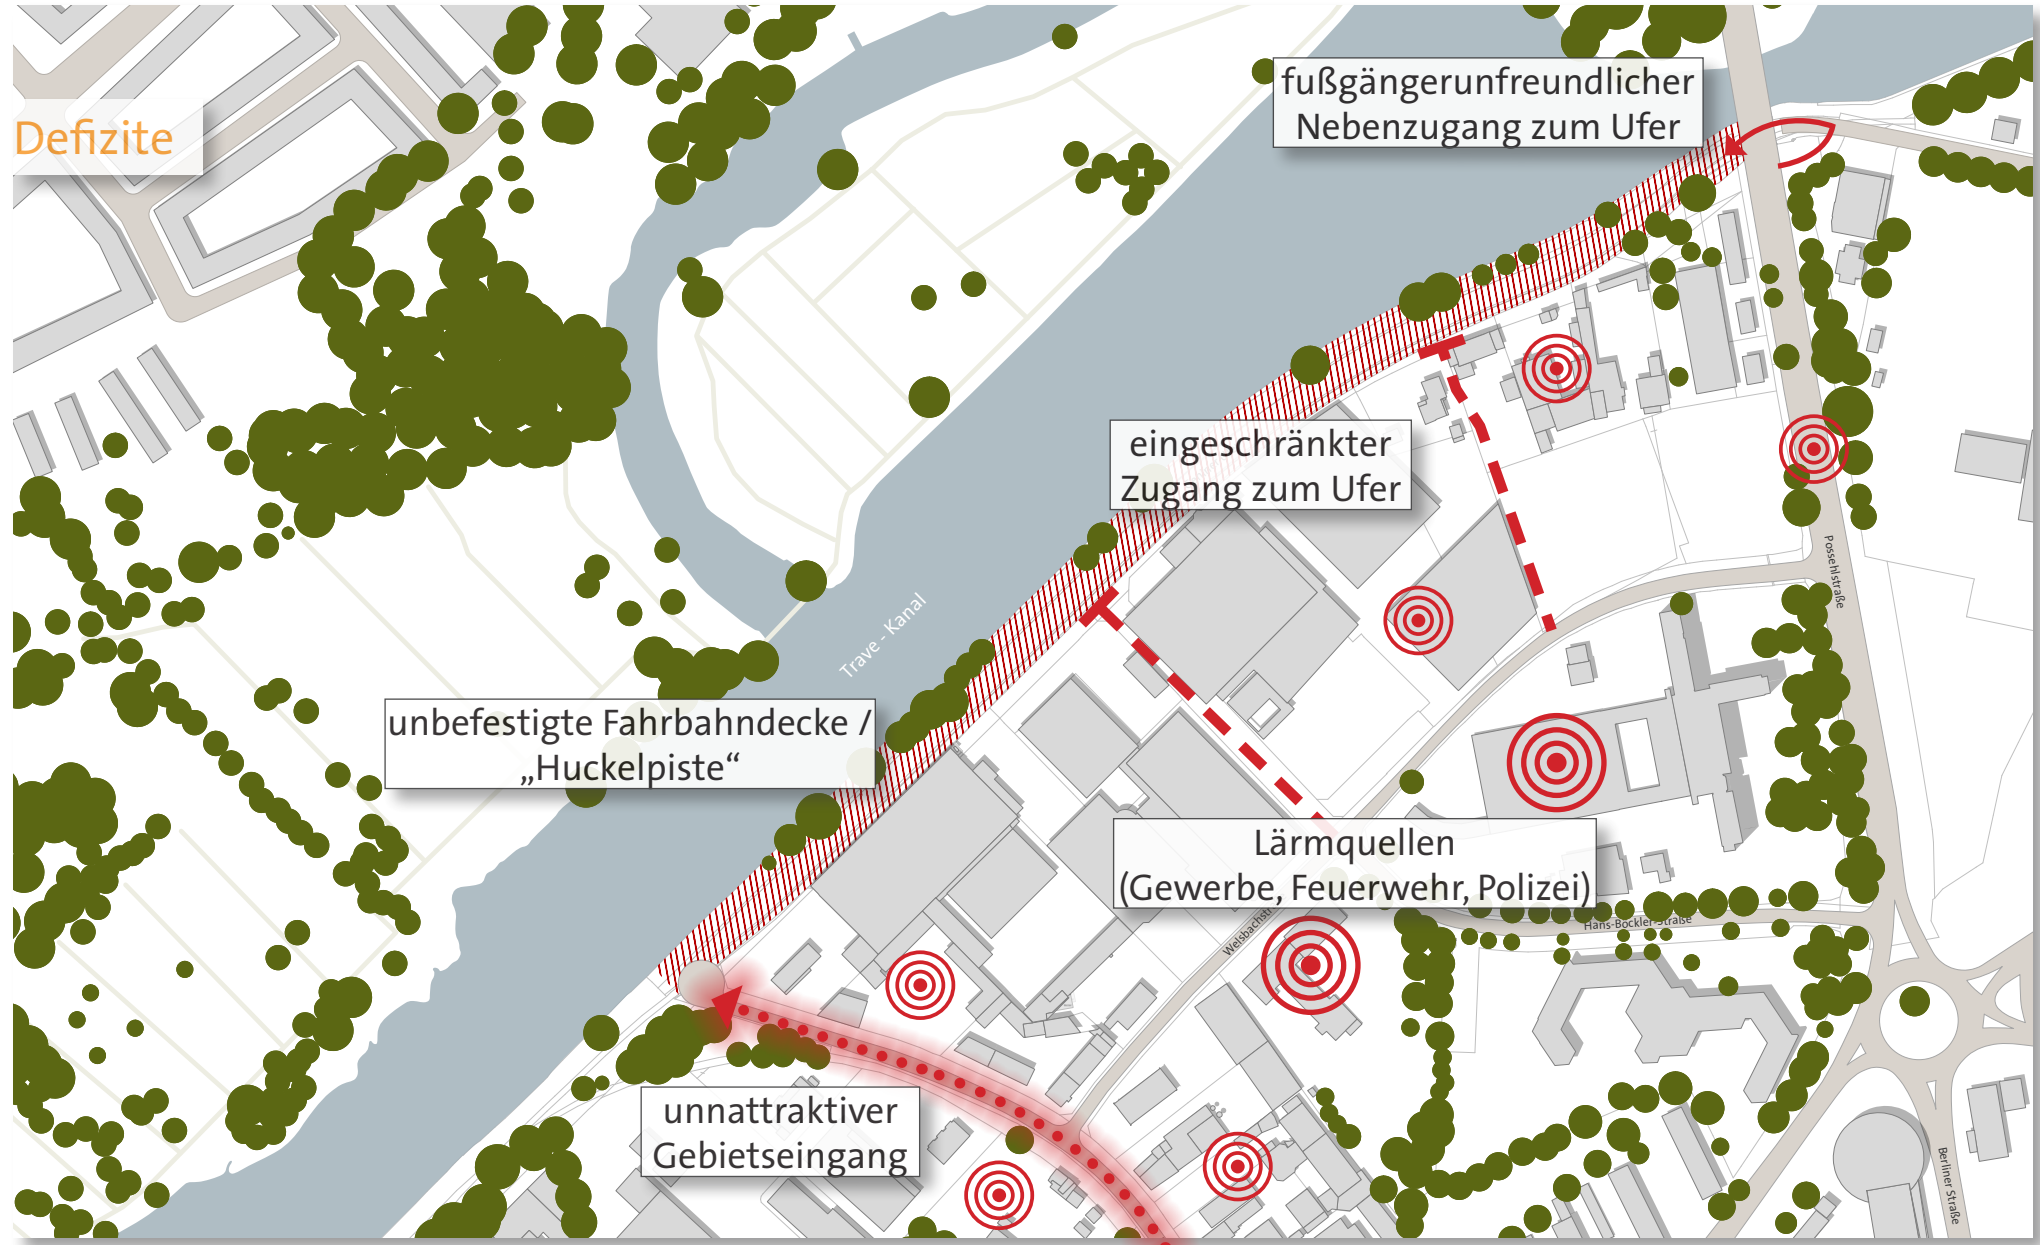 Defizite
fußgängerunfreundlicher
Nebenzugang zum Ufer
eingeschränkter
Zugang zum Ufer
Possehlstraße
Trave - Kanal
unbefestigte Fahrbahndecke /
„Huckelpiste“
Lärmquellen
(Gewerbe, Feuerwehr, Polizei)
Hans-Böckler-Straße
Welsbachstr
unnattraktiver
Gebietseingang
Berliner Straße